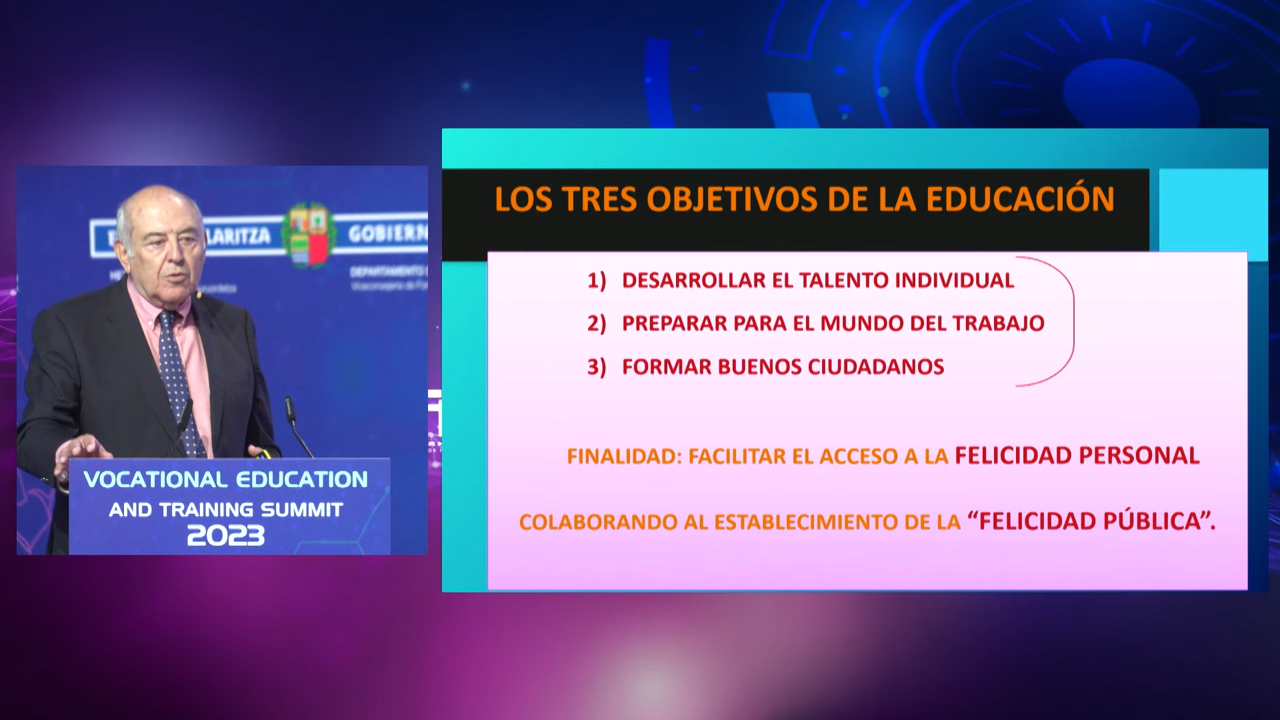 LARITZA
GOBIERN
DEPARTAMENTO
VOCATIONAL EDUCATION
AND TRAINING SUMMIT
2023
LOS TRES OBJETIVOS DE LA EDUCACIÓN
1) DESARROLLAR EL TALENTO INDIVIDUAL
2) PREPARAR PARA EL MUNDO DEL TRABAJO
3) FORMAR BUENOS CIUDADANOS
FINALIDAD: FACILITAR EL ACCESO A LA FELICIDAD PERSONAL
COLABORANDO AL ESTABLECIMIENTO DE LA “FELICIDAD PÚBLICA”.